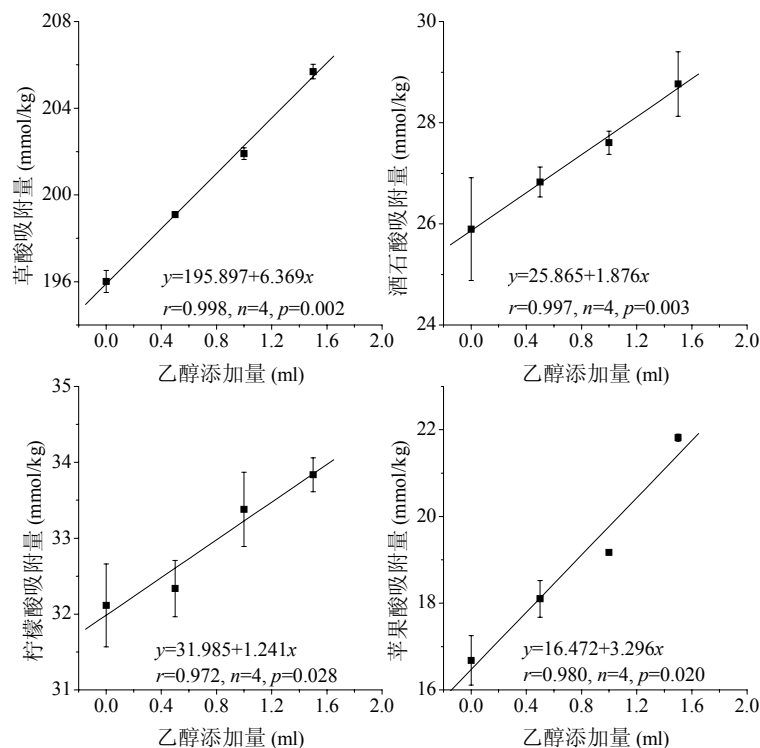 草酸吸附量 (mmol/kg)
208
204
200
196
y=195.897+6.369x
r=0.998, n=4, p=0.002
0.0 0.4 0.8 1.2 1.6 2.0
乙醇添加量 (ml)
酒石酸吸附量 (mmol/kg)
30
28
26
24
y=25.865+1.876x
r=0.997, n=4, p=0.003
0.0 0.4 0.8 1.2 1.6 2.0
乙醇添加量 (ml)
柠檬酸吸附量 (mmol/kg)
35
34
33
32
31
y=31.985+1.241x
r=0.972, n=4, p=0.028
0.0 0.4 0.8 1.2 1.6 2.0
乙醇添加量 (ml)
苹果酸吸附量 (mmol/kg)
22
20
18
16
y=16.472+3.296x
r=0.980, n=4, p=0.020
0.0 0.4 0.8 1.2 1.6 2.0
乙醇添加量 (ml)